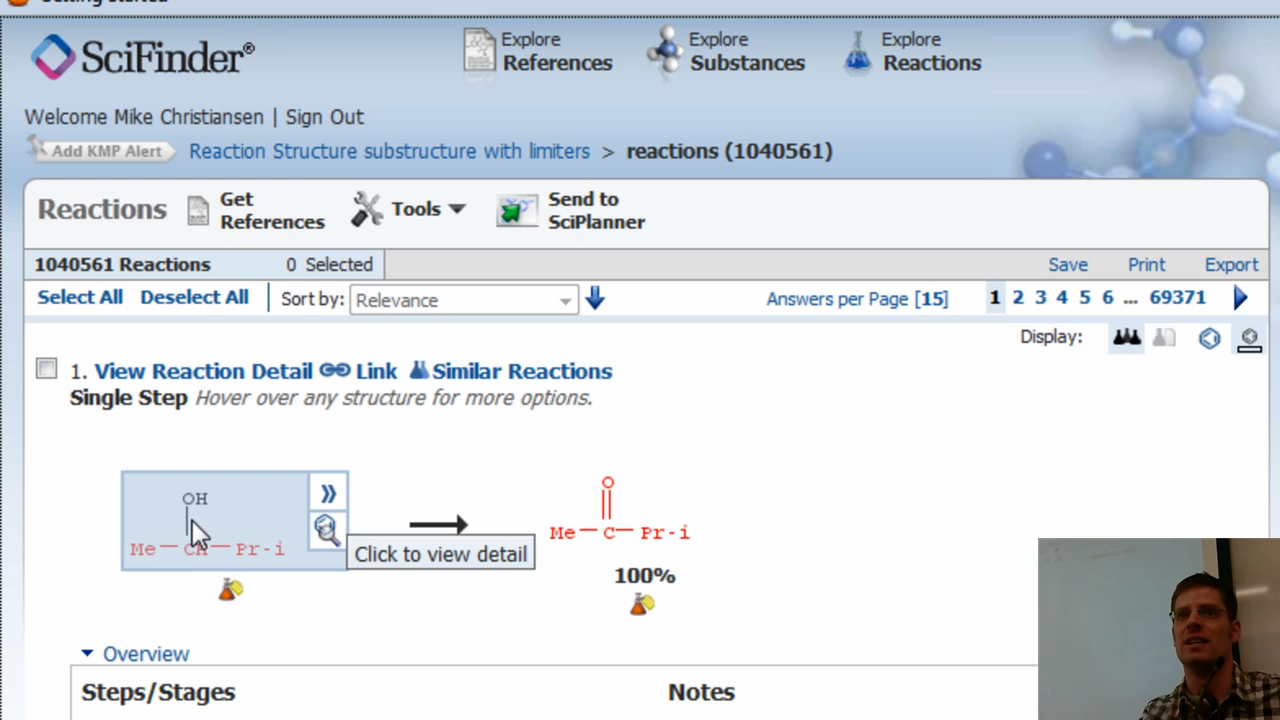 Getting started
SciFinder®
Explore References
Explore Substances
Explore Reactions
Welcome Mike Christiansen | Sign Out
Add KMP Alert
Reaction Structure substructure with limiters > reactions (1040561)
Reactions
Get References
Tools
Send to SciPlanner
1040561 Reactions 0 Selected
Save Print Export
Select All Deselect All Sort by: Relevance
Answers per Page [15] 1 2 3 4 5 6 ... 69371
Display:
1. View Reaction Detail Link Similar Reactions
Single Step Hover over any structure for more options.
OH
Me — CH — Pr-i
»
Click to view detail
O
Me — C — Pr-i
100%
Overview
Steps/Stages Notes